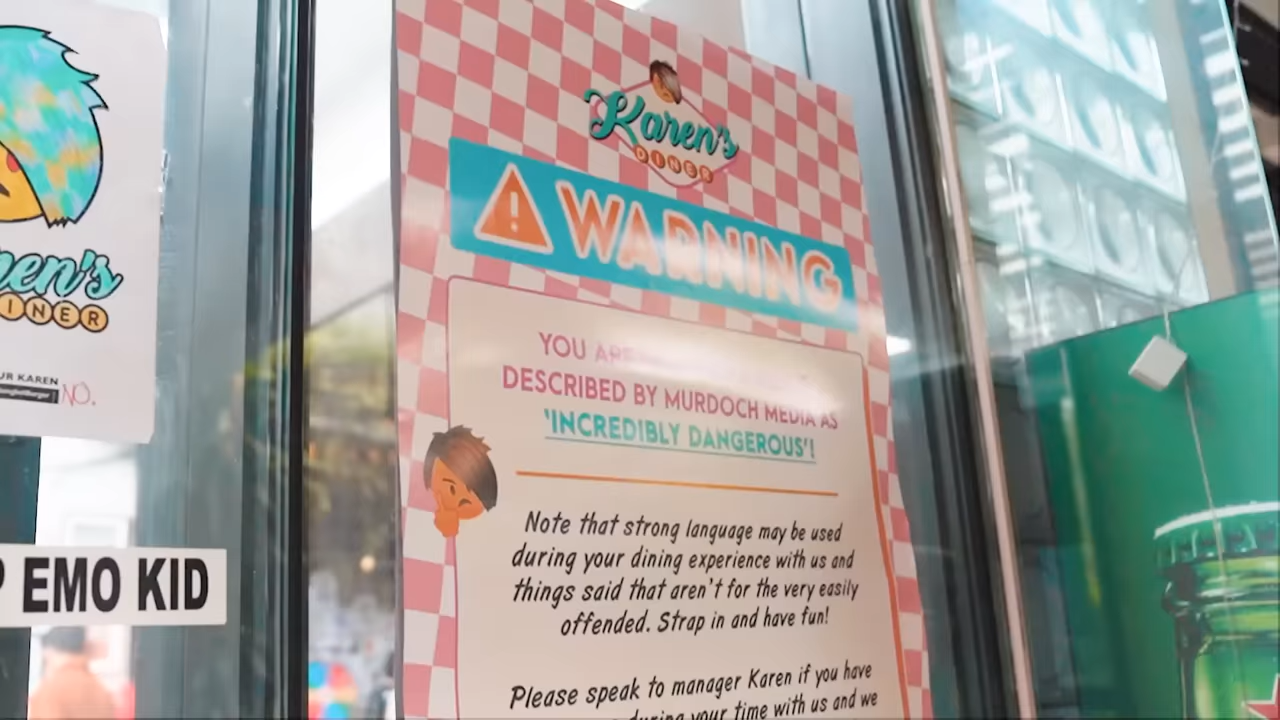 Karen's
DINER
WARNING
YOU ARE
DESCRIBED BY MURDOCH MEDIA AS
'INCREDIBLY DANGEROUS'!
Note that strong language may be used
during your dining experience with us and
things said that aren't for the very easily
offended. Strap in and have fun!
Please speak to manager Karen if you have
during your time with us and we
en's
INER
UR KAREN
NO.
EMO KID